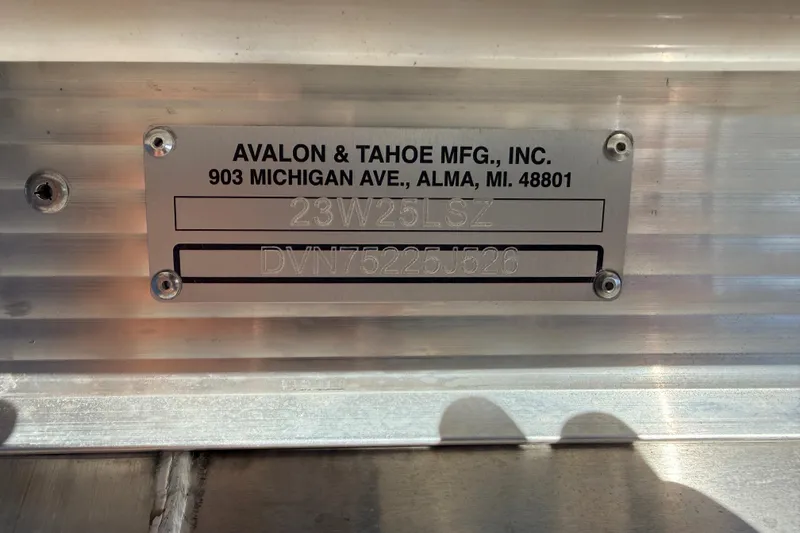 AVALON & TAHOE MFG., INC.
903 MICHIGAN AVE., ALMA, MI. 48801
23W25LSZ
DVN75225J526